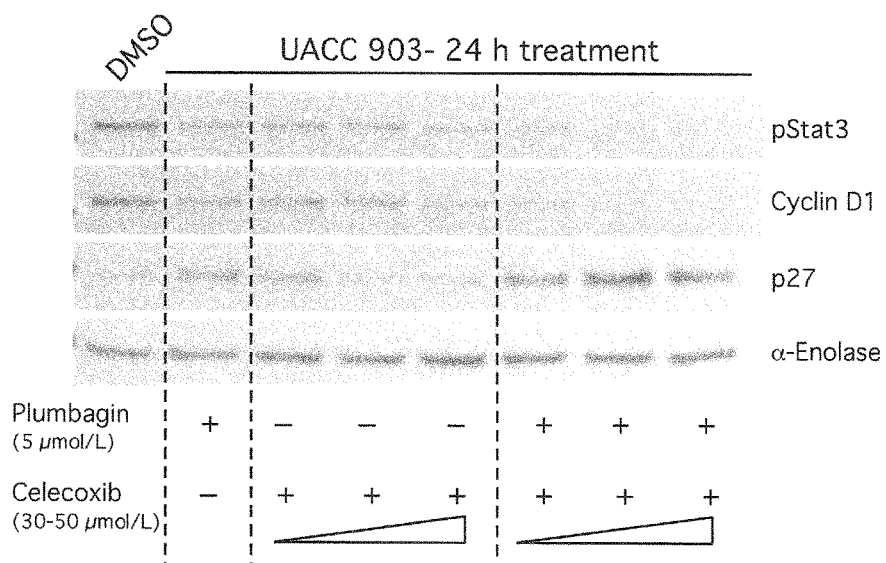 DMSO
UACC 903- 24 h treatment
pStat3
Cyclin D1
p27
α-Enolase
Plumbagin + − − − + + +
(5 µmol/L)
Celecoxib − + + + + + +
(30-50 µmol/L)